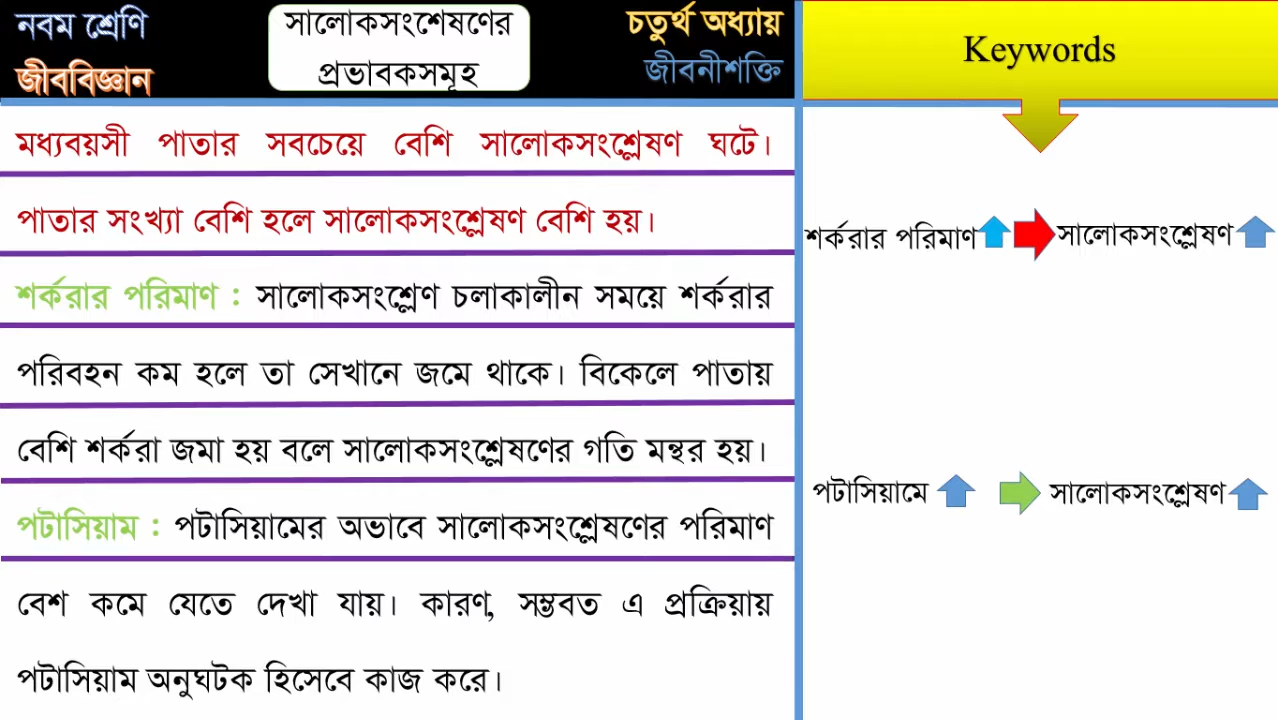 নবম শ্রেণি
জীববিজ্ঞান
সালোকসংশেষণের
প্রভাবকসমূহ
চতুর্থ অধ্যায়
জীবনীশক্তি
Keywords
মধ্যবয়সী পাতার সবচেয়ে বেশি সালোকসংশ্লেষণ ঘটে।
পাতার সংখ্যা বেশি হলে সালোকসংশ্লেষণ বেশি হয়।
শর্করার পরিমাণ : সালোকসংশ্লেণ চলাকালীন সময়ে শর্করার
পরিবহন কম হলে তা সেখানে জমে থাকে। বিকেলে পাতায়
বেশি শর্করা জমা হয় বলে সালোকসংশ্লেষণের গতি মন্থর হয়।
পটাসিয়াম : পটাসিয়ামের অভাবে সালোকসংশ্লেষণের পরিমাণ
বেশ কমে যেতে দেখা যায়। কারণ, সম্ভবত এ প্রক্রিয়ায়
পটাসিয়াম অনুঘটক হিসেবে কাজ করে।
শর্করার পরিমাণ সালোকসংশ্লেষণ
পটাসিয়ামে সালোকসংশ্লেষণ